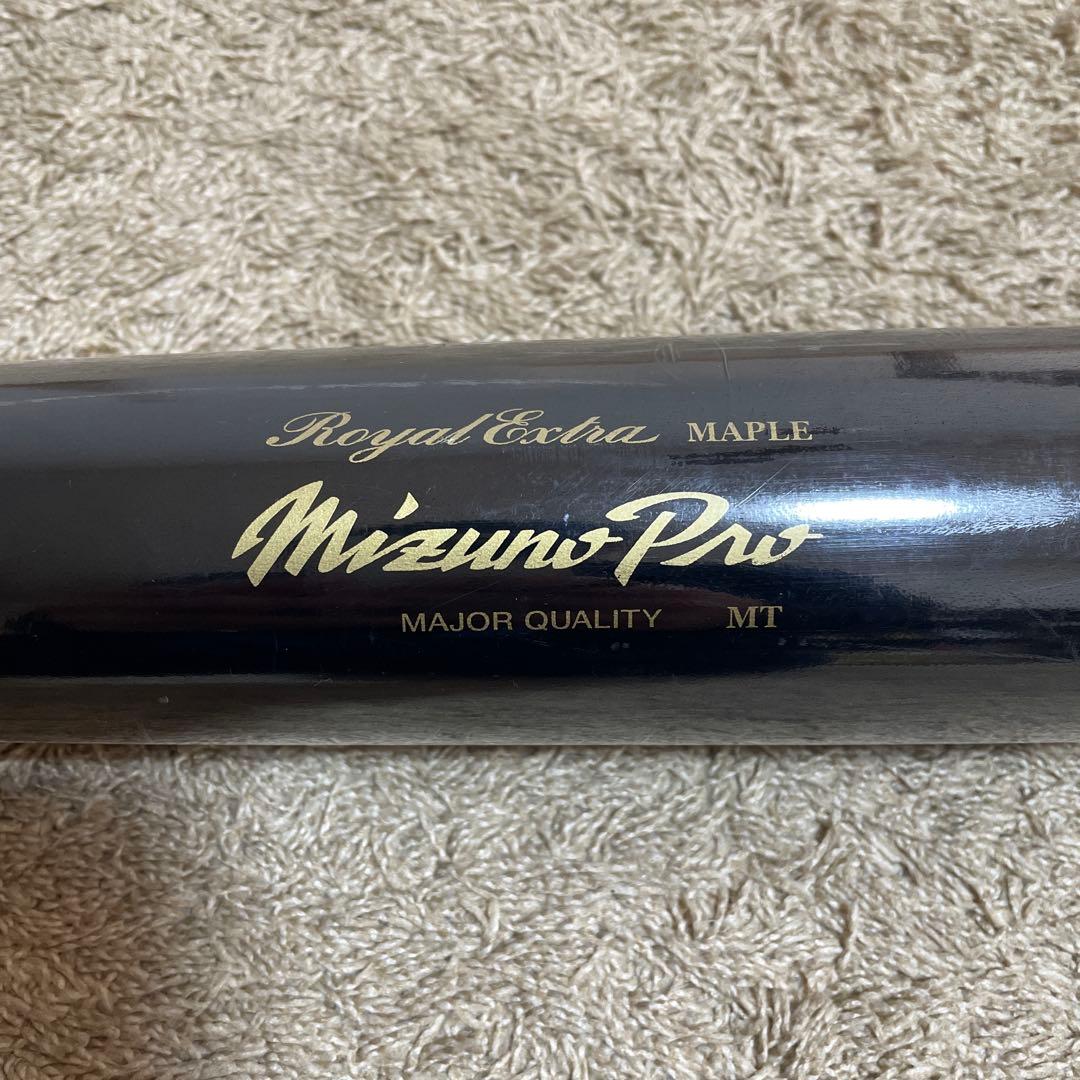 Royal Extra MAPLE
Mizuno Pro
MAJOR QUALITY MT